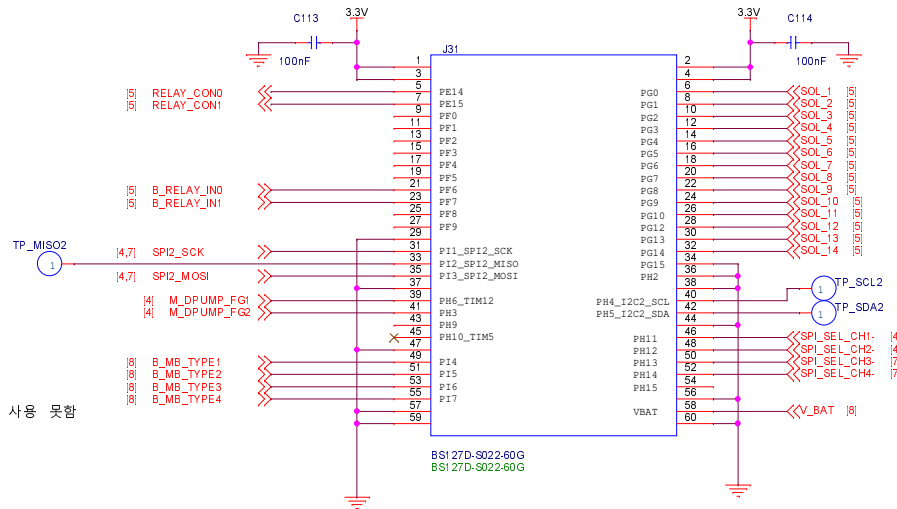 3.3V
3.3V
C113
C114
100nF
100nF
J31
1 2
3 4
[5] RELAY_CON0 5 PE14 PG0 6 SOL_1 [5]
[5] RELAY_CON1 7 PE15 PG1 8 SOL_2 [5]
9 PF0 PG2 10 SOL_3 [5]
11 PF1 PG3 12 SOL_4 [5]
13 PF2 PG4 14 SOL_5 [5]
15 PF3 PG5 16 SOL_6 [5]
17 PF4 PG6 18 SOL_7 [5]
19 PF5 PG7 20 SOL_8 [5]
[5] B_RELAY_IN0 21 PF6 PG8 22 SOL_9 [5]
[5] B_RELAY_IN1 23 PF7 PG9 24 SOL_10 [5]
25 PF8 PG10 26 SOL_11 [5]
27 PF9 PG12 28 SOL_12 [5]
29 PG13 30 SOL_13 [5]
[4,7] SPI2_SCK 31 PI1_SPI2_SCK PG14 32 SOL_14 [5]
TP_MISO2 1 33 PI2_SPI2_MISO PG15 34
[4,7] SPI2_MOSI 35 PI3_SPI2_MOSI PH2 36
37 38
[4] M_DPUMP_FG1 39 PH6_TIM12 PH4_I2C2_SCL 40 1 TP_SCL2
[4] M_DPUMP_FG2 41 PH3 PH5_I2C2_SDA 42 1 TP_SDA2
43 PH9 44
45 PH10_TIM5 PH11 46 SPI_SEL_CH1- [4
47 PH12 48 SPI_SEL_CH2- [4
[8] B_MB_TYPE1 49 PI4 PH13 50 SPI_SEL_CH3- [7
[8] B_MB_TYPE2 51 PI5 PH14 52 SPI_SEL_CH4- [7
[8] B_MB_TYPE3 53 PI6 PH15 54
[8] B_MB_TYPE4 55 PI7 56
사용 못함
57 VBAT 58 V_BAT [8]
59 60
BS127D-S022-60G
BS127D-S022-60G